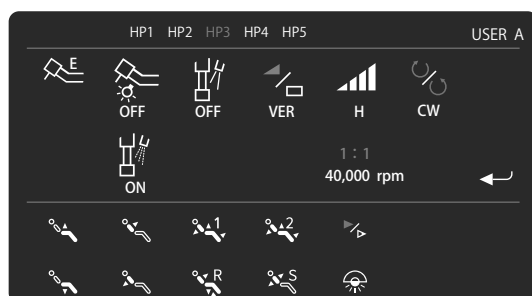 HP1 HP2 HP3 HP4 HP5 USER A
E
OFF OFF VER H CW
ON
1:1
40,000 rpm
1 2
R S